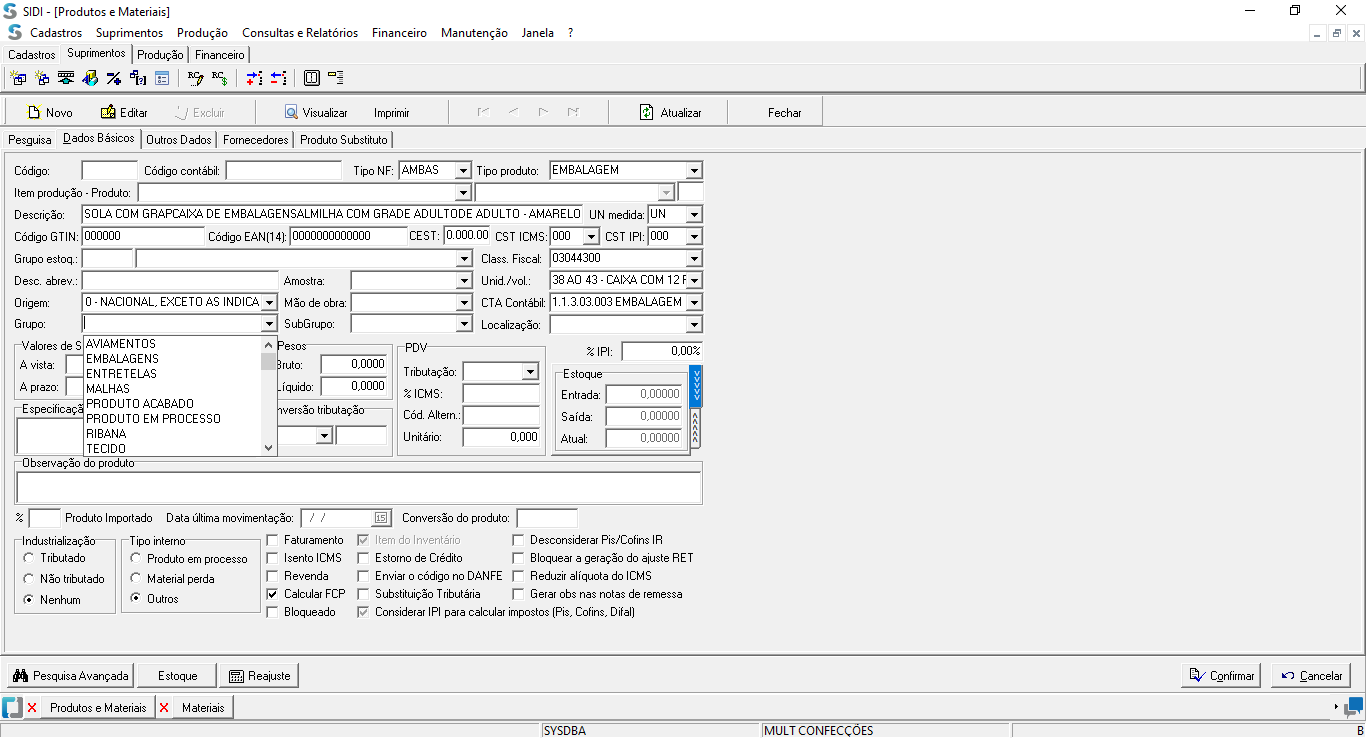 SIDI - [Produtos e Materiais]
Cadastros Suprimentos Produção Consultas e Relatórios Financeiro Manutenção Janela ?
Cadastros Suprimentos Produção Financeiro
Novo Editar Excluir Visualizar Imprimir Atualizar Fechar
Pesquisa Dados Básicos Outros Dados Fornecedores Produto Substituto
Código: Código contábil: Tipo NF: AMBAS Tipo produto: EMBALAGEM
Item produção - Produto:
Descrição: SOLA COM GRAPCAIXA DE EMBALAGENSALMILHA COM GRADE ADULTODE ADULTO - AMARELO UN medida: UN
Código GTIN: 000000 Código EAN(14): 0000000000000 CEST: 0.000.00 CST ICMS: 000 CST IPI: 000
Grupo estoq.: Class. Fiscal: 03044300
Desc. abrev.: Amostra: Unid./vol.: 38 AO 43 - CAIXA COM 12 F
Origem: 0 - NACIONAL, EXCETO AS INDICA Mão de obra: CTA Contábil: 1.1.3.03.003 EMBALAGEM
Grupo: SubGrupo: Localização:
AVIAMENTOS
EMBALAGENS
ENTRETELAS
MALHAS
PRODUTO ACABADO
PRODUTO EM PROCESSO
RIBANA
TECIDO
Valores de S Pesos PDV % IPI: 0,00%
A vista: Bruto: 0,0000 Tributação: Estoque
A prazo: Líquido: 0,0000 % ICMS: Entrada: 0,00000
Especificaçã nversão tributação Cód. Altern.: Saída: 0,00000
Unitário: 0,000 Atual: 0,00000
Observação do produto
% Produto Importado Data última movimentação: / / 15 Conversão do produto:
Industrialização Tipo interno Faturamento Item do Inventário Desconsiderar Pis/Cofins IR
Tributado Produto em processo Isento ICMS Estorno de Crédito Bloquear a geração do ajuste RET
Não tributado Material perda Revenda Enviar o código no DANFE Reduzir alíquota do ICMS
Nenhum Outros Calcular FCP Substituição Tributária Gerar obs nas notas de remessa
Bloqueado Considerar IPI para calcular impostos (Pis, Cofins, Difal)
Pesquisa Avançada Estoque Reajuste Confirmar Cancelar
Produtos e Materiais Materiais
SYSDBA MULT CONFECÇÕES B